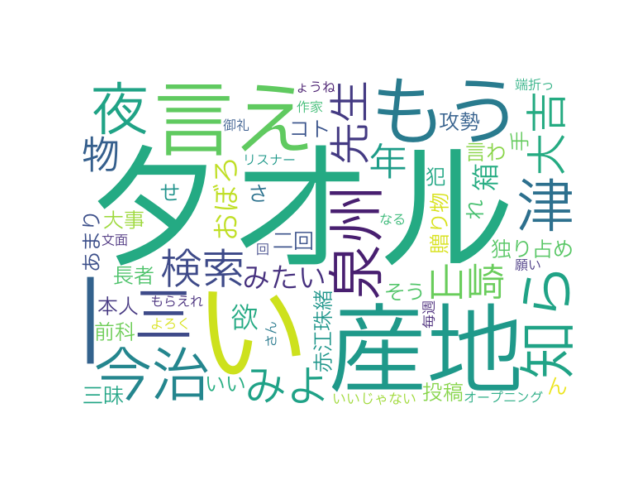 端折っ
ょうね
作家
御礼
コト
リスナー
夜
言え
もう
先生
攻勢
大吉
物
タオル
年
言わ
手
箱
犯
れ
せ
さ
おぼろ
二回
贈り物
なる
津
あまり
大事
文面
回
検索
みたい
泉州
独り占め
願い
長者
山崎
そう
知ら
毎週
本人
もらえれ
赤江珠緒
三
い
産地
前科
よろく
欲
さん
今治
三昧
いい
みよ
いいじゃない
投稿
オープニング
ん